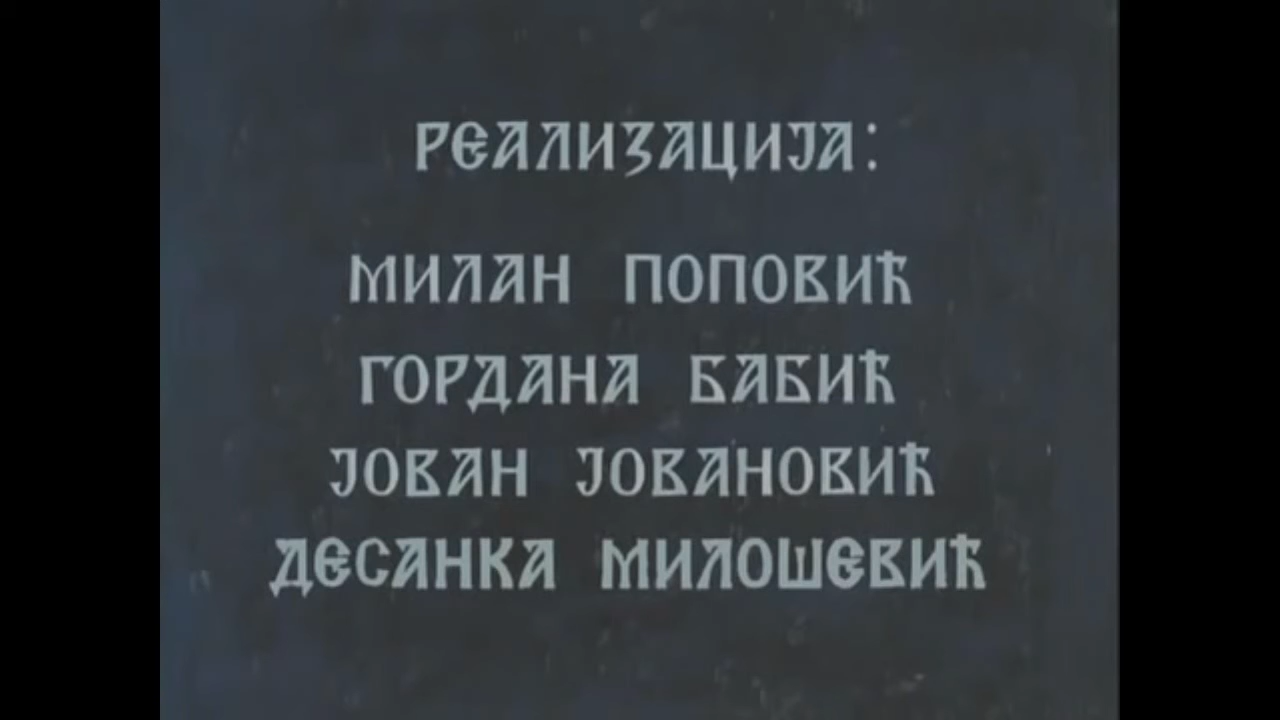 РЕАЛИЗАЦИЈА:
МИЛАН ПОПОВИЋ
ГОРДАНА БАБИЋ
ЈОВАН ЈОВАНОВИЋ
ДЕСАНКА МИЛОШЕВИЋ